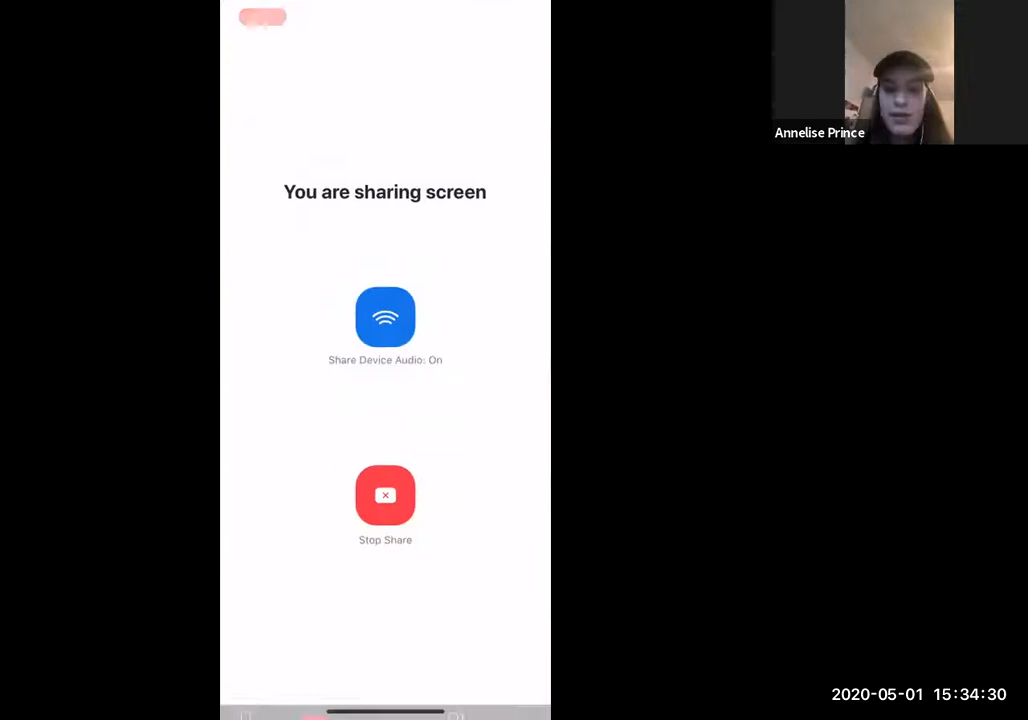 You are sharing screen
Annelise Prince
Share Device Audio: On
Stop Share
2020-05-01 15:34:30